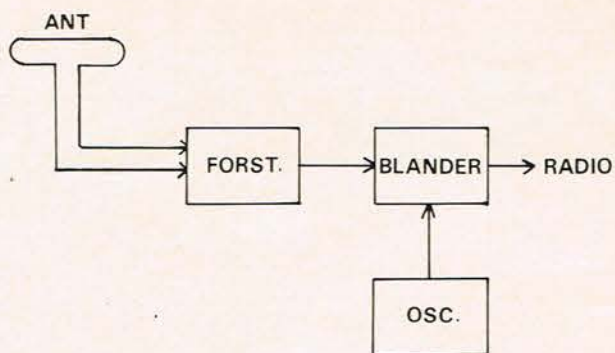 ANT
FORST.
BLANDER
RADIO
OSC.